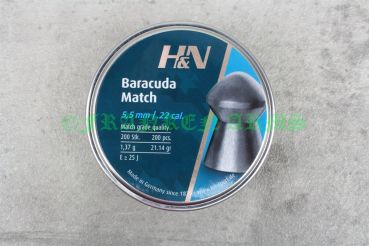 H&N
Baracuda
Match
5,5 mm / .22 cal
Match grade quality.
200 Stk. 200 pcs.
1,37 g 21.14 gr
E ≥ 25 J
Made in Germany since